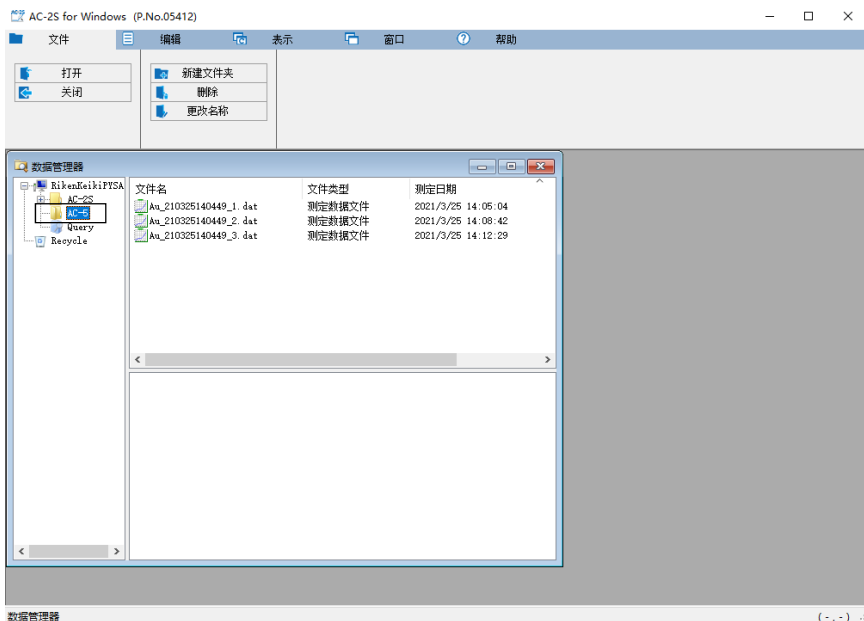 AC-2S for Windows (P.No.05412)
文件 编辑 表示 窗口 帮助
打开 新建文件夹
关闭 删除
更改名称
数据管理器
RikenKeikiPYSA
AC-2S
AC-5
Query
Recycle
文件名 文件类型 测定日期
Au_210325140449_1.dat 测定数据文件 2021/3/25 14:05:04
Au_210325140449_2.dat 测定数据文件 2021/3/25 14:08:42
Au_210325140449_3.dat 测定数据文件 2021/3/25 14:12:29
数据管理器 (-,-)